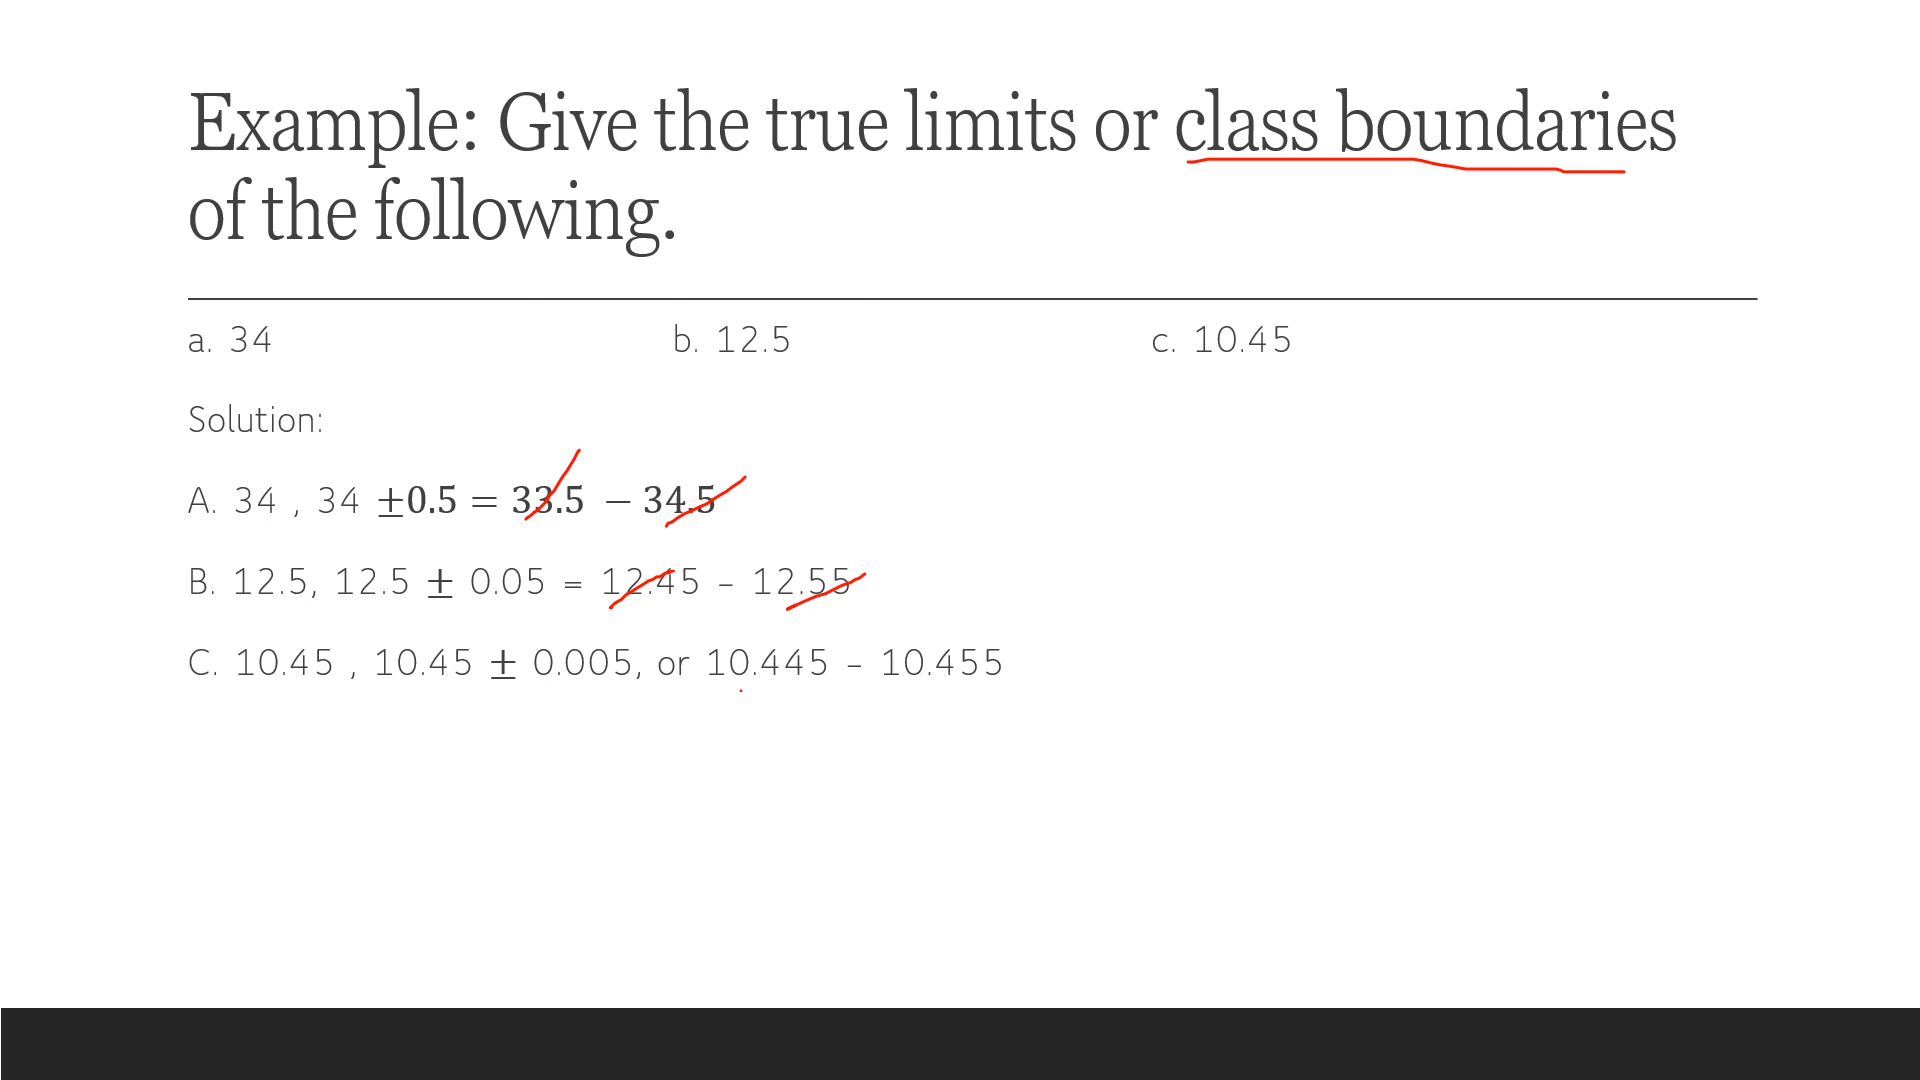 Example: Give the true limits or class boundaries
of the following.
a. 34 b. 12.5 c. 10.45
Solution:
A. 34 , 34 ±0.5 = 33.5 – 34.5
B. 12.5, 12.5 ± 0.05 = 12.45 – 12.55
C. 10.45 , 10.45 ± 0.005, or 10.445 – 10.455